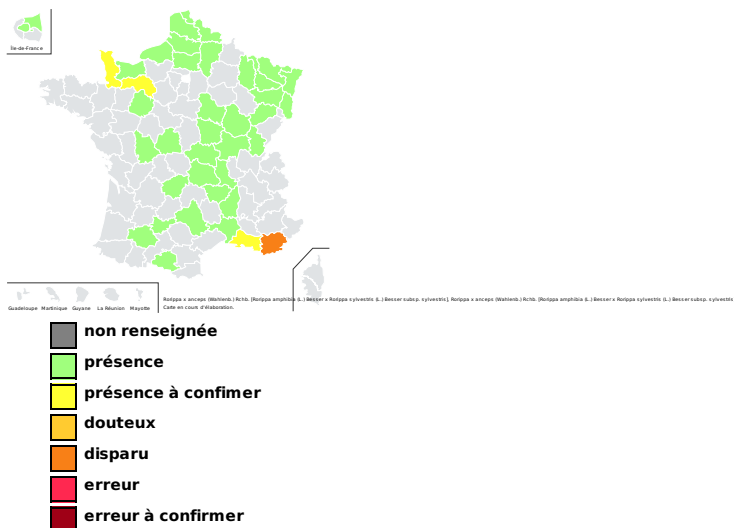 Île-de-France
Guadeloupe Martinique Guyane La Réunion Mayotte
Rorippa x anceps (Wahlenb.) Rchb. [Rorippa amphibia (L.) Besser x Rorippa sylvestris (L.) Besser subsp. sylvestris], Rorippa x anceps (Wahlenb.) Rchb. [Rorippa amphibia (L.) Besser x Rorippa sylvestris (L.) Besser subsp. sylvestris
Carte en cours d'élaboration.
non renseignée
présence
présence à confimer
douteux
disparu
erreur
erreur à confirmer